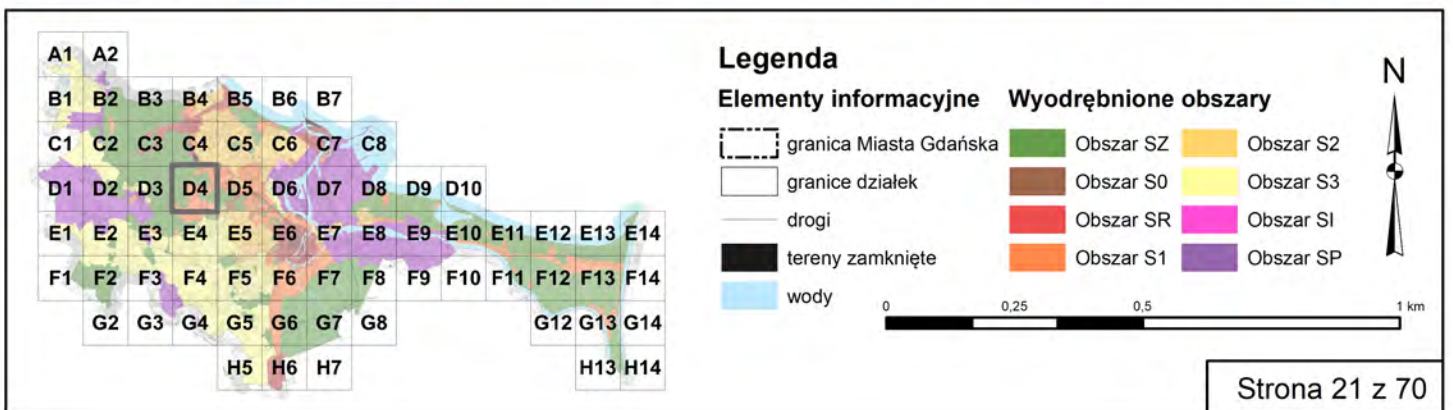 A1 A2
B1 B2 B3 B4 B5 B6 B7
C1 C2 C3 C4 C5 C6 C7 C8
D1 D2 D3 D4 D5 D6 D7 D8 D9 D10
E1 E2 E3 E4 E5 E6 E7 E8 E9 E10 E11 E12 E13 E14
F1 F2 F3 F4 F5 F6 F7 F8 F9 F10 F11 F12 F13 F14
G2 G3 G4 G5 G6 G7 G8 G12 G13 G14
H5 H6 H7 H13 H14
Legenda
Elementy informacyjne
granica Miasta Gdańska
granice działek
drogi
tereny zamknięte
wody
Wyodrębnione obszary
Obszar SZ
Obszar S0
Obszar SR
Obszar S1
Obszar S2
Obszar S3
Obszar SI
Obszar SP
N
0 0,25 0,5 1 km
Strona 21 z 70